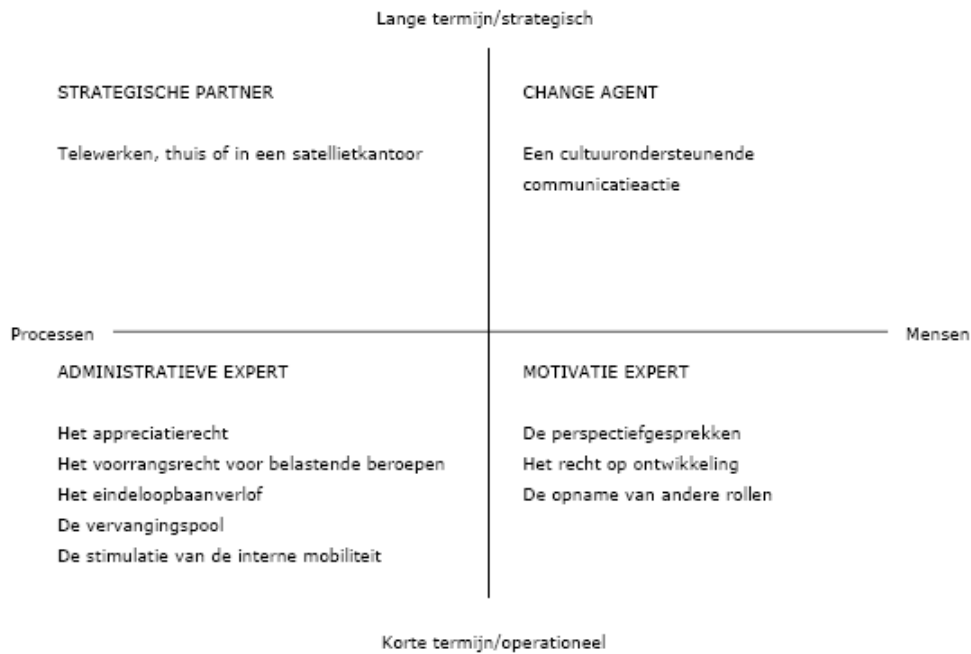 Lange termijn/strategisch
STRATEGISCHE PARTNER
Telewerken, thuis of in een satellietkantoor
CHANGE AGENT
Een cultuurondersteunende
communicatieactie
Processen
Mensen
ADMINISTRATIEVE EXPERT
Het appreciatierecht
Het voorrangsrecht voor belastende beroepen
Het eindeloopbaanverlof
De vervangingspool
De stimulatie van de interne mobiliteit
MOTIVATIE EXPERT
De perspectiefgesprekken
Het recht op ontwikkeling
De opname van andere rollen
Korte termijn/operationeel